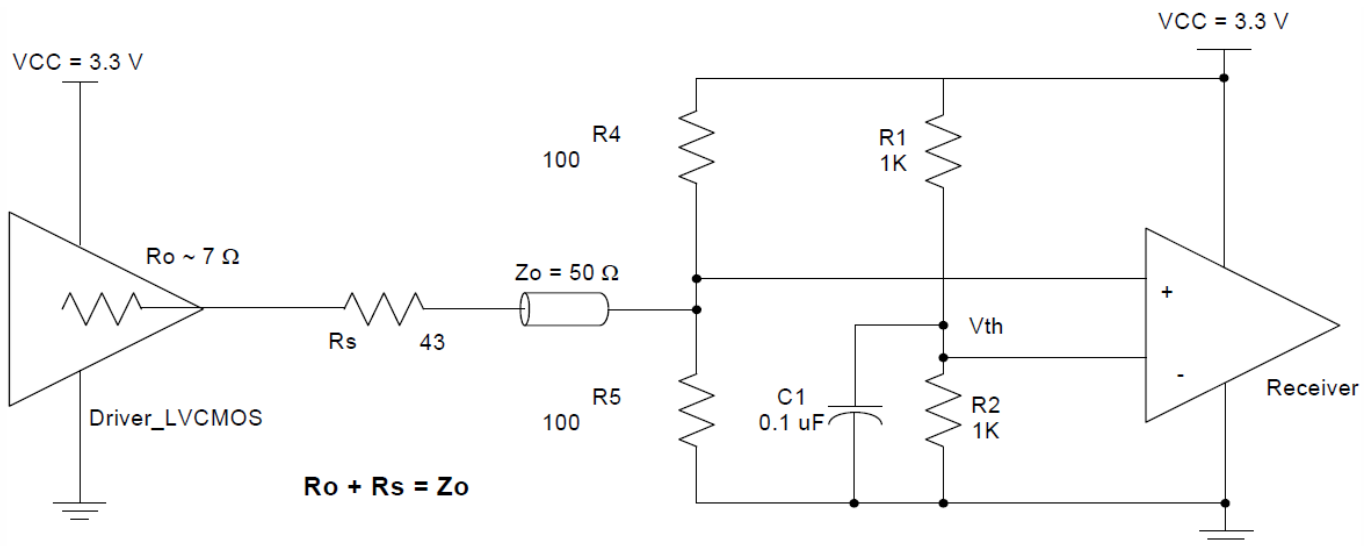 VCC = 3.3 V
VCC = 3.3 V
R4
100
R1
1K
Ro ~ 7 Ω
Zo = 50 Ω
+
Rs 43
Vth
-
Receiver
R5
100
C1
0.1 uF
R2
1K
Driver_LVCMOS
Ro + Rs = Zo